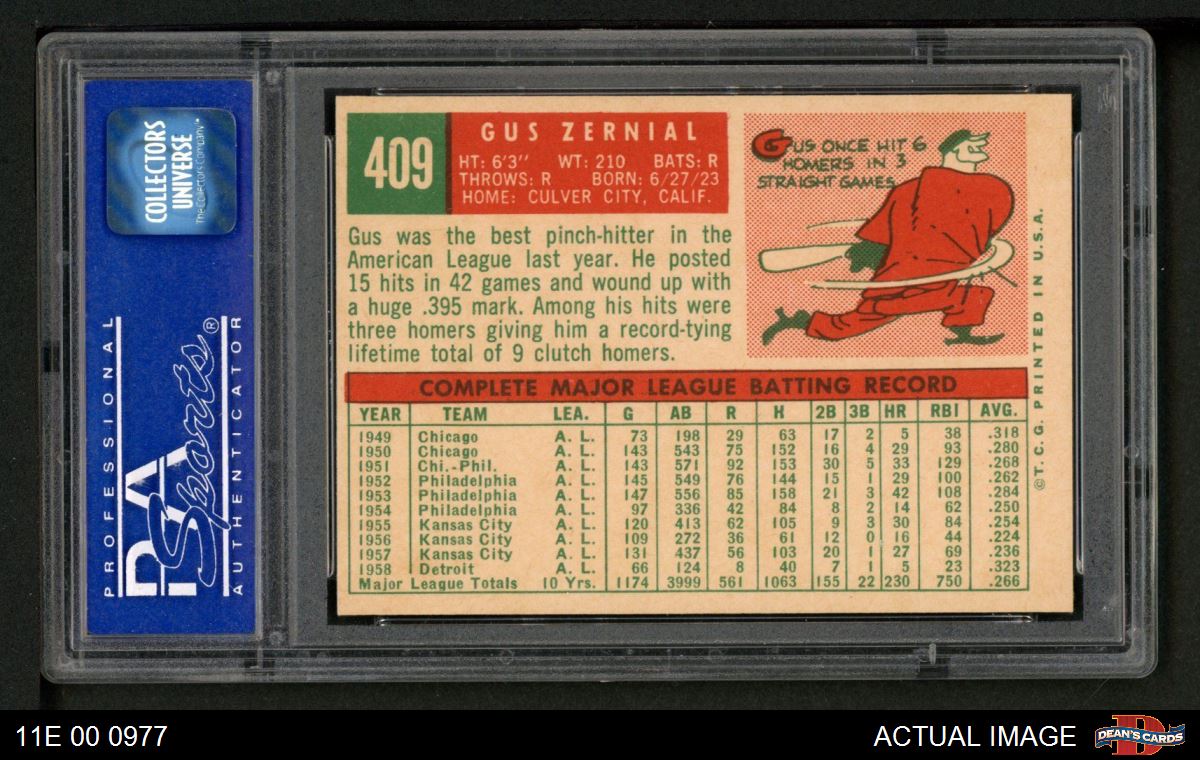 COLLECTORS
UNIVERSE
The Collectors Company
PROFESSIONAL
PSA
Sports®
AUTHENTICATOR
409
GUS ZERNIAL
HT: 6'3" WT: 210 BATS: R
THROWS: R BORN: 6/27/23
HOME: CULVER CITY, CALIF.
GUS ONCE HIT 6
HOMERS IN 3
STRAIGHT GAMES
Gus was the best pinch-hitter in the
American League last year. He posted
15 hits in 42 games and wound up with
a huge .395 mark. Among his hits were
three homers giving him a record-tying
lifetime total of 9 clutch homers.
COMPLETE MAJOR LEAGUE BATTING RECORD
YEAR TEAM LEA. G AB R H 2B 3B HR RBI AVG.
1949 Chicago A. L. 73 198 29 63 17 2 5 38 .318
1950 Chicago A. L. 143 543 75 152 16 4 29 93 .280
1951 Chi.-Phil. A. L. 143 571 92 153 30 5 33 129 .268
1952 Philadelphia A. L. 145 549 76 144 15 1 29 100 .262
1953 Philadelphia A. L. 147 556 85 158 21 3 42 108 .284
1954 Philadelphia A. L. 97 336 42 84 8 2 14 62 .250
1955 Kansas City A. L. 120 413 62 105 9 3 30 84 .254
1956 Kansas City A. L. 109 272 36 61 12 0 16 44 .224
1957 Kansas City A. L. 131 437 56 103 20 1 27 69 .236
1958 Detroit A. L. 66 124 8 40 7 1 5 23 .323
Major League Totals 10 Yrs. 1174 3999 561 1063 155 22 230 750 .266
© T. C. G. PRINTED IN U.S.A.
11E 00 0977
ACTUAL IMAGE
DEAN'S CARDS